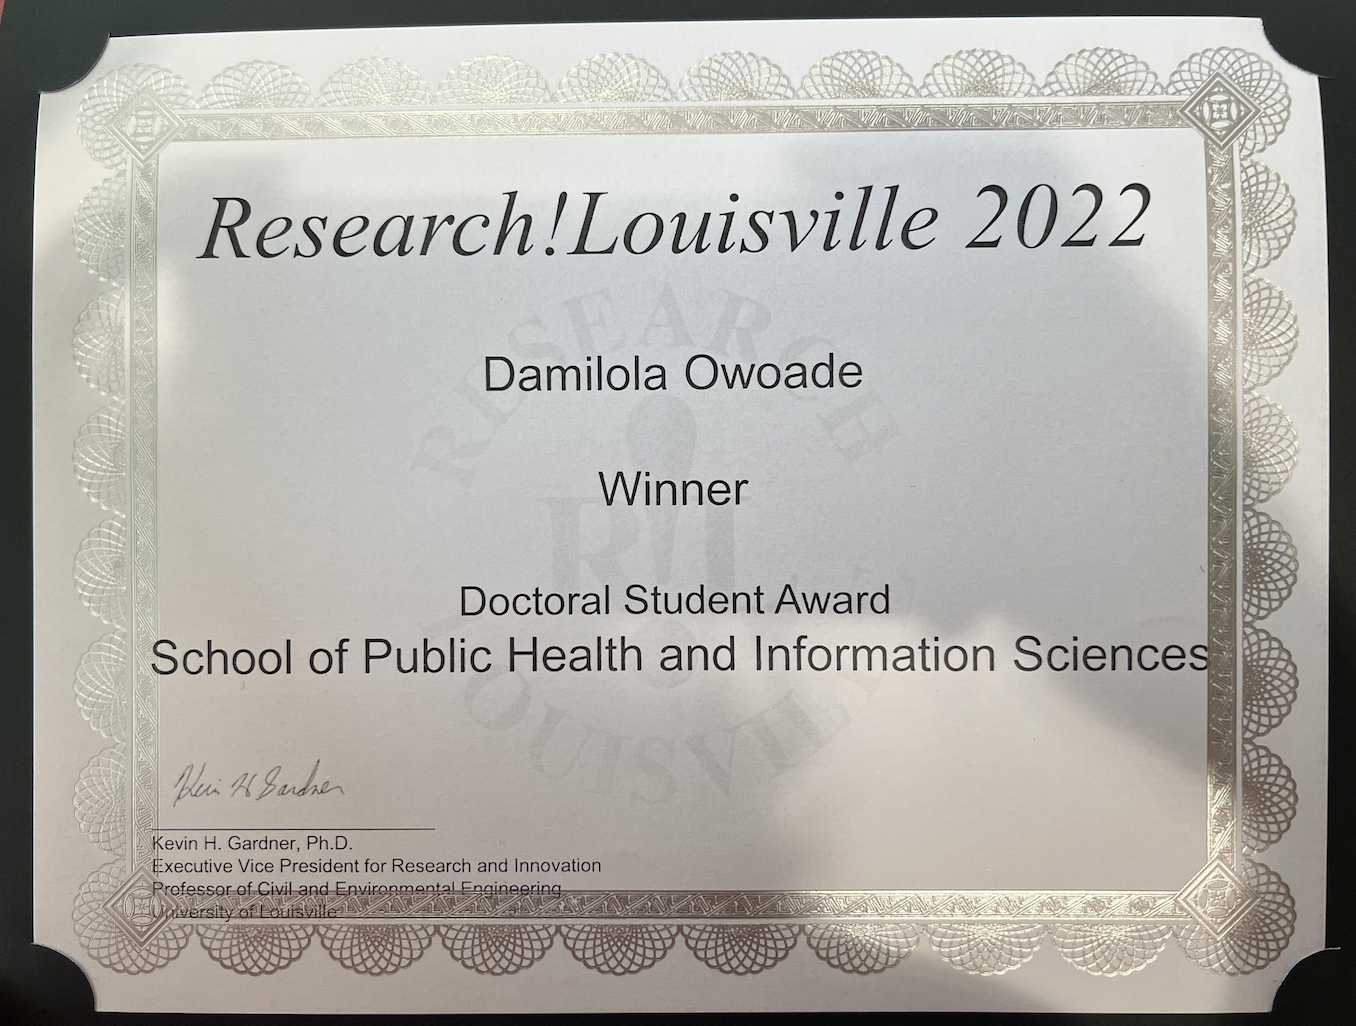 Research!Louisville 2022
RESEARCH
Damilola Owoade
Winner
R!L
Doctoral Student Award
School of Public Health and Information Sciences
LOUISVILLE
Kevin H Gardner
Kevin H. Gardner, Ph.D.
Executive Vice President for Research and Innovation
Professor of Civil and Environmental Engineering
University of Louisville